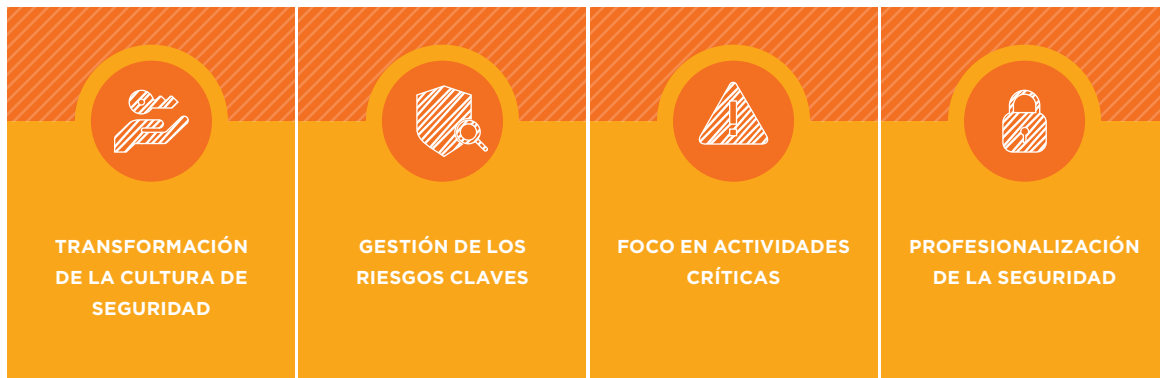 TRANSFORMACIÓN
DE LA CULTURA DE
SEGURIDAD
GESTIÓN DE LOS
RIESGOS CLAVES
FOCO EN ACTIVIDADES
CRÍTICAS
PROFESIONALIZACIÓN
DE LA SEGURIDAD